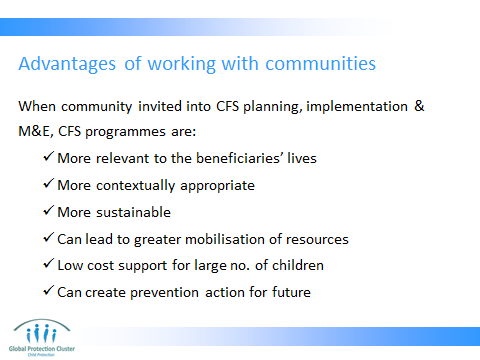 Advantages of working with communities
When community invited into CFS planning, implementation &
M&E, CFS programmes are:
✓More relevant to the beneficiaries’ lives
✓More contextually appropriate
✓More sustainable
✓Can lead to greater mobilisation of resources
✓Low cost support for large no. of children
✓Can create prevention action for future
Global Protection Cluster
Child Protection